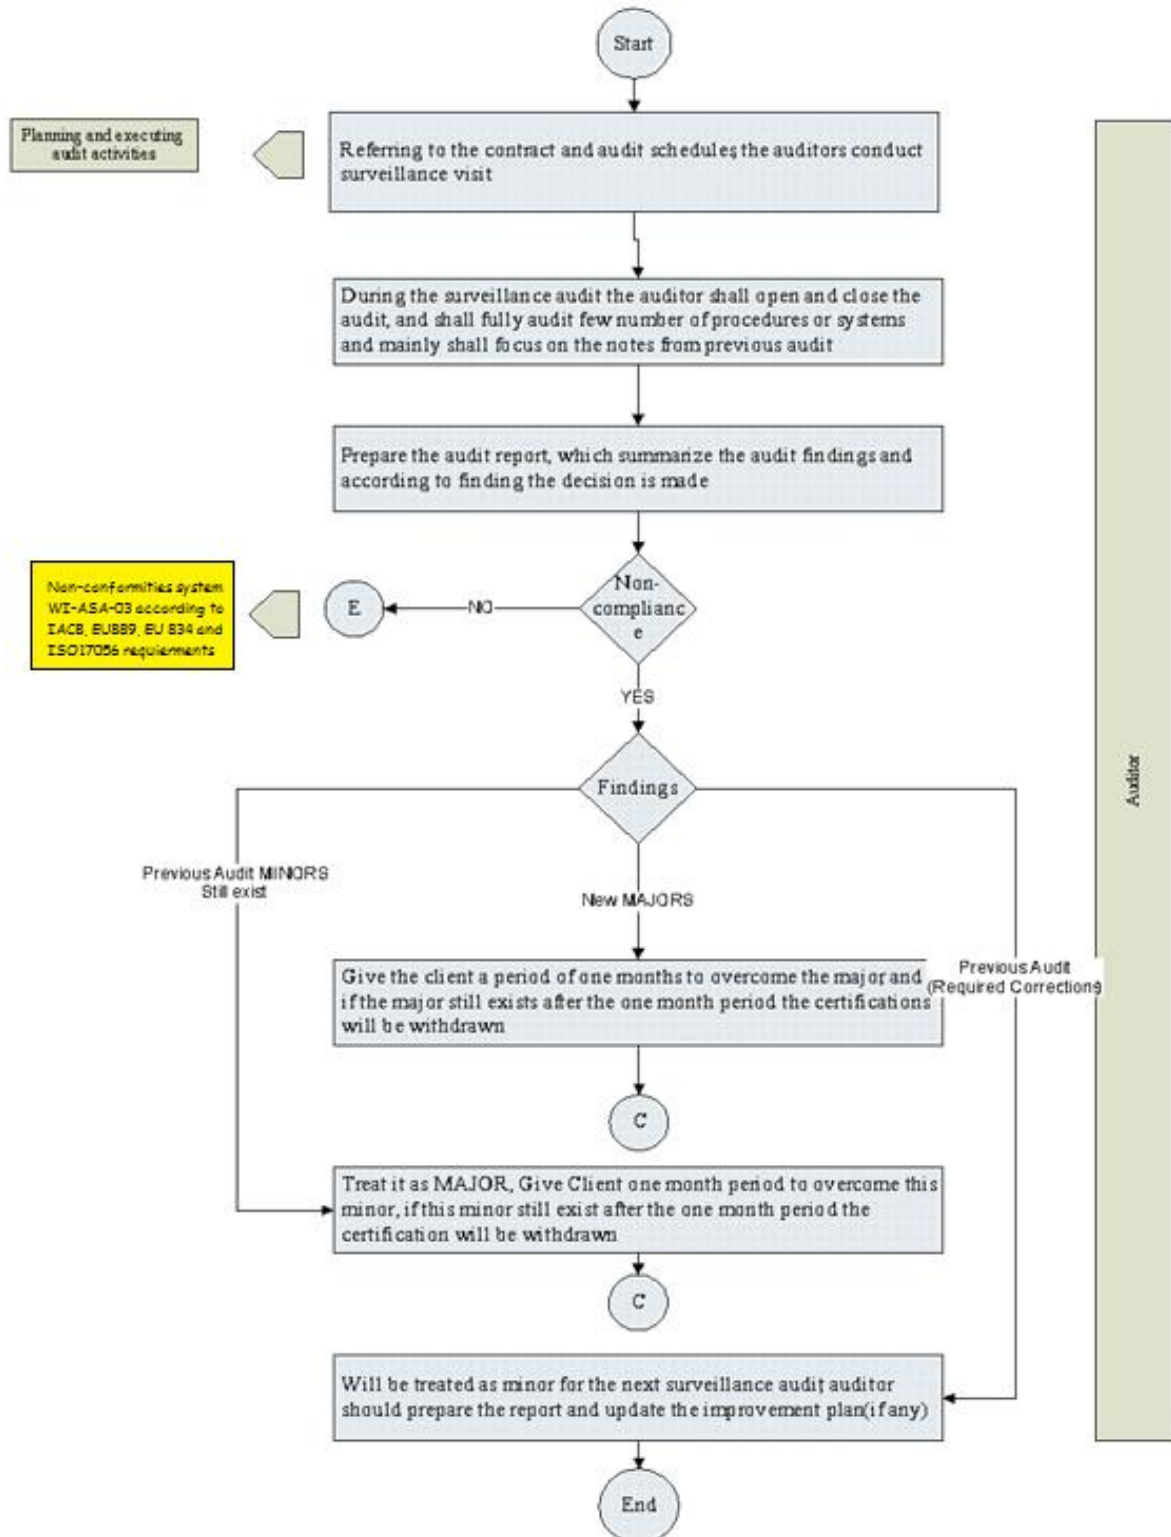 Start
Planning and executing
audit activities
Referring to the contract and audit schedules, the auditors conduct
surveillance visit
During the surveillance audit the auditor shall open and close the
audit, and shall fully audit few number of procedures or systems
and mainly shall focus on the notes from previous audit
Prepare the audit report, which summarize the audit findings and
according to finding the decision is made
Non-conformities system
WI-ASA-03 according to
IACB, EU889, EU 834 and
ISO17056 requierments
E
NO
Non-
complianc
e
YES
Findings
Previous Audit MINORS
Still exist
New MAJORS
Previous Audit
(Required Corrections)
Give the client a period of one months to overcome the major, and
if the major still exists after the one month period the certifications
will be withdrawn
C
Treat it as MAJOR, Give Client one month period to overcome this
minor, if this minor still exist after the one month period the
certification will be withdrawn
C
Will be treated as minor for the next surveillance audit, auditor
should prepare the report and update the improvement plan(if any)
End
Auditor